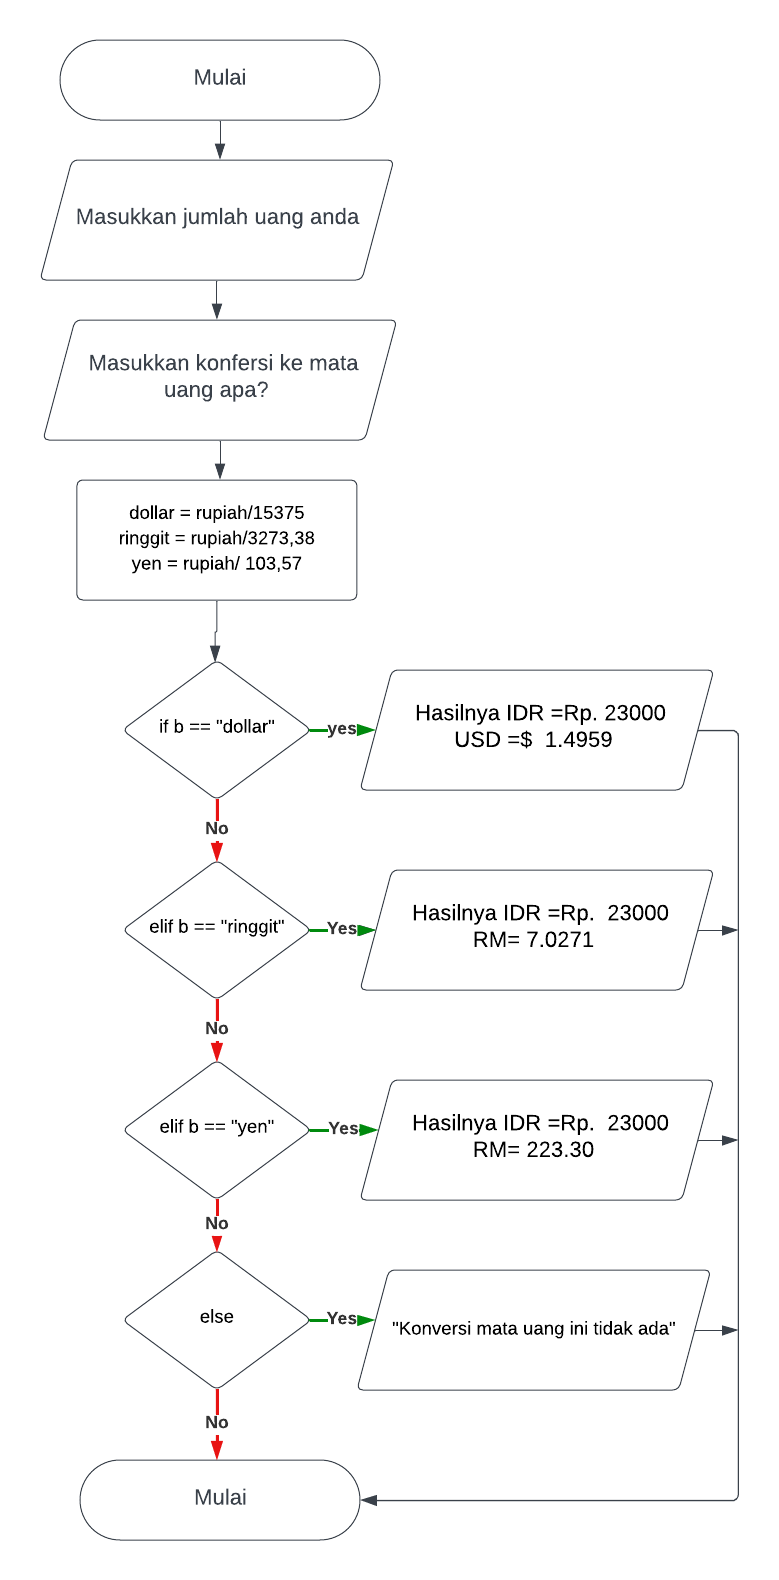 Mulai
Masukkan jumlah uang anda
Masukkan konfersi ke mata
uang apa?
dollar = rupiah/15375
ringgit = rupiah/3273,38
yen = rupiah/ 103,57
if b == "dollar"
yes
Hasilnya IDR =Rp. 23000
USD =$  1.4959
No
elif b == "ringgit"
Yes
Hasilnya IDR =Rp.  23000
RM= 7.0271
No
elif b == "yen"
Yes
Hasilnya IDR =Rp.  23000
RM= 223.30
No
else
Yes
"Konversi mata uang ini tidak ada"
No
Mulai